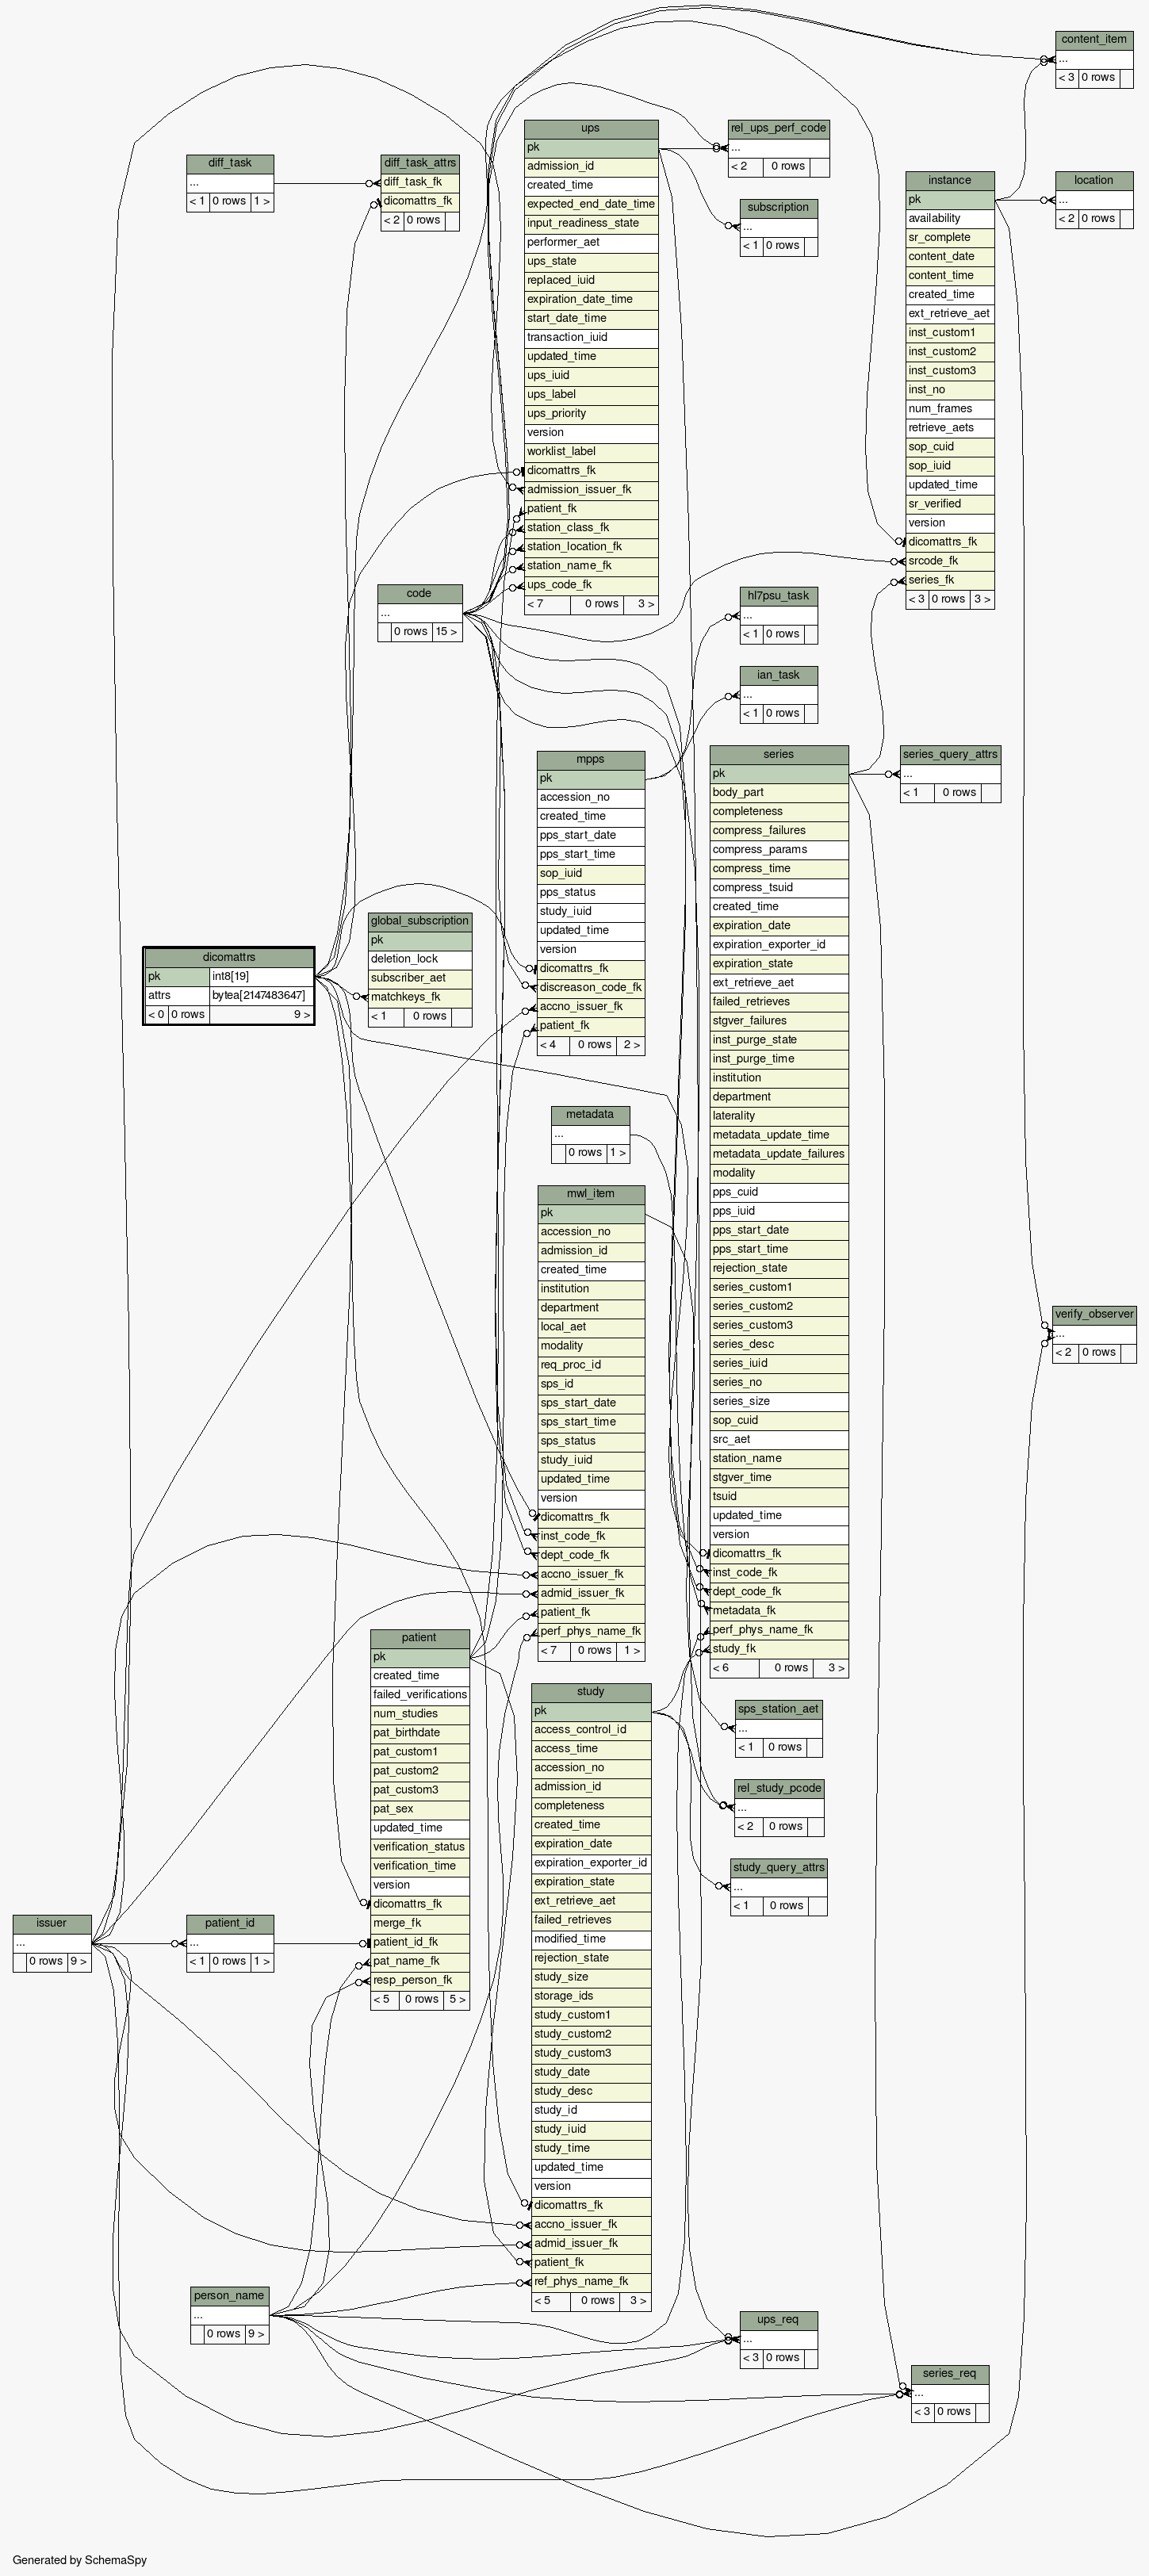 content_item
...
< 3 0 rows
ups
pk
admission_id
created_time
expected_end_date_time
input_readiness_state
performer_aet
ups_state
replaced_iuid
expiration_date_time
start_date_time
transaction_iuid
updated_time
ups_iuid
ups_label
ups_priority
version
worklist_label
dicomattrs_fk
admission_issuer_fk
patient_fk
station_class_fk
station_location_fk
station_name_fk
ups_code_fk
< 7 0 rows 3 >
rel_ups_perf_code
...
< 2 0 rows
diff_task
...
< 1 0 rows 1 >
diff_task_attrs
diff_task_fk
dicomattrs_fk
< 2 0 rows
subscription
...
< 1 0 rows
instance
pk
availability
sr_complete
content_date
content_time
created_time
ext_retrieve_aet
inst_custom1
inst_custom2
inst_custom3
inst_no
num_frames
retrieve_aets
sop_cuid
sop_iuid
updated_time
sr_verified
version
dicomattrs_fk
srcode_fk
series_fk
< 3 0 rows 3 >
location
...
< 2 0 rows
code
...
0 rows 15 >
hl7psu_task
...
< 1 0 rows
ian_task
...
< 1 0 rows
mpps
pk
accession_no
created_time
pps_start_date
pps_start_time
sop_iuid
pps_status
study_iuid
updated_time
version
dicomattrs_fk
discreason_code_fk
accno_issuer_fk
patient_fk
< 4 0 rows 2 >
series
pk
body_part
completeness
compress_failures
compress_params
compress_time
compress_tsuid
created_time
expiration_date
expiration_exporter_id
expiration_state
ext_retrieve_aet
failed_retrieves
stgver_failures
inst_purge_state
inst_purge_time
institution
department
laterality
metadata_update_time
metadata_update_failures
modality
pps_cuid
pps_iuid
pps_start_date
pps_start_time
rejection_state
series_custom1
series_custom2
series_custom3
series_desc
series_iuid
series_no
series_size
sop_cuid
src_aet
station_name
stgver_time
tsuid
updated_time
version
dicomattrs_fk
inst_code_fk
dept_code_fk
metadata_fk
perf_phys_name_fk
study_fk
< 6 0 rows 3 >
series_query_attrs
...
< 1 0 rows
global_subscription
pk
deletion_lock
subscriber_aet
matchkeys_fk
< 1 0 rows
dicomattrs
pk int8[19]
attrs bytea[2147483647]
< 0 0 rows 9 >
metadata
...
0 rows 1 >
mwl_item
pk
accession_no
admission_id
created_time
institution
department
local_aet
modality
req_proc_id
sps_id
sps_start_date
sps_start_time
sps_status
study_iuid
updated_time
version
dicomattrs_fk
inst_code_fk
dept_code_fk
accno_issuer_fk
admid_issuer_fk
patient_fk
perf_phys_name_fk
< 7 0 rows 1 >
verify_observer
...
< 2 0 rows
patient
pk
created_time
failed_verifications
num_studies
pat_birthdate
pat_custom1
pat_custom2
pat_custom3
pat_sex
updated_time
verification_status
verification_time
version
dicomattrs_fk
merge_fk
patient_id_fk
pat_name_fk
resp_person_fk
< 5 0 rows 5 >
study
pk
access_control_id
access_time
accession_no
admission_id
completeness
created_time
expiration_date
expiration_exporter_id
expiration_state
ext_retrieve_aet
failed_retrieves
modified_time
rejection_state
study_size
storage_ids
study_custom1
study_custom2
study_custom3
study_date
study_desc
study_id
study_iuid
study_time
updated_time
version
dicomattrs_fk
accno_issuer_fk
admid_issuer_fk
patient_fk
ref_phys_name_fk
< 5 0 rows 3 >
sps_station_aet
...
< 1 0 rows
rel_study_pcode
...
< 2 0 rows
study_query_attrs
...
< 1 0 rows
issuer
...
0 rows 9 >
patient_id
...
< 1 0 rows 1 >
person_name
...
0 rows 9 >
ups_req
...
< 3 0 rows
series_req
...
< 3 0 rows
Generated by SchemaSpy